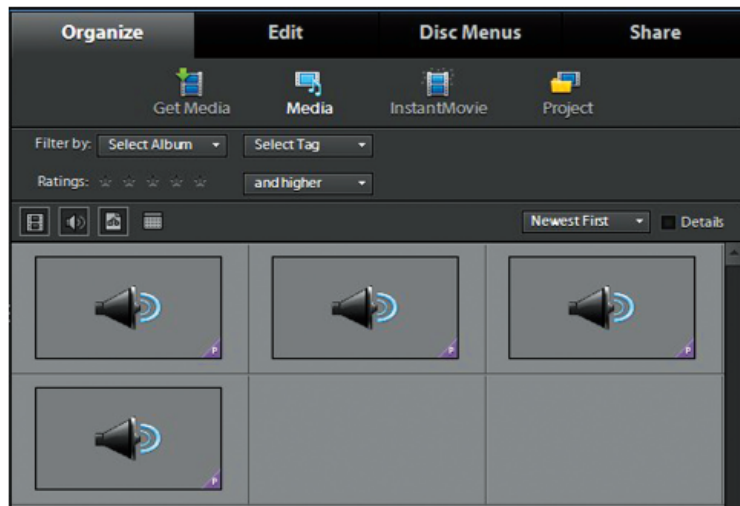 Organize Edit Disc Menus Share
Get Media Media InstantMovie Project
Filter by: Select Album Select Tag
Ratings: and higher
Newest First Details
P P P
P